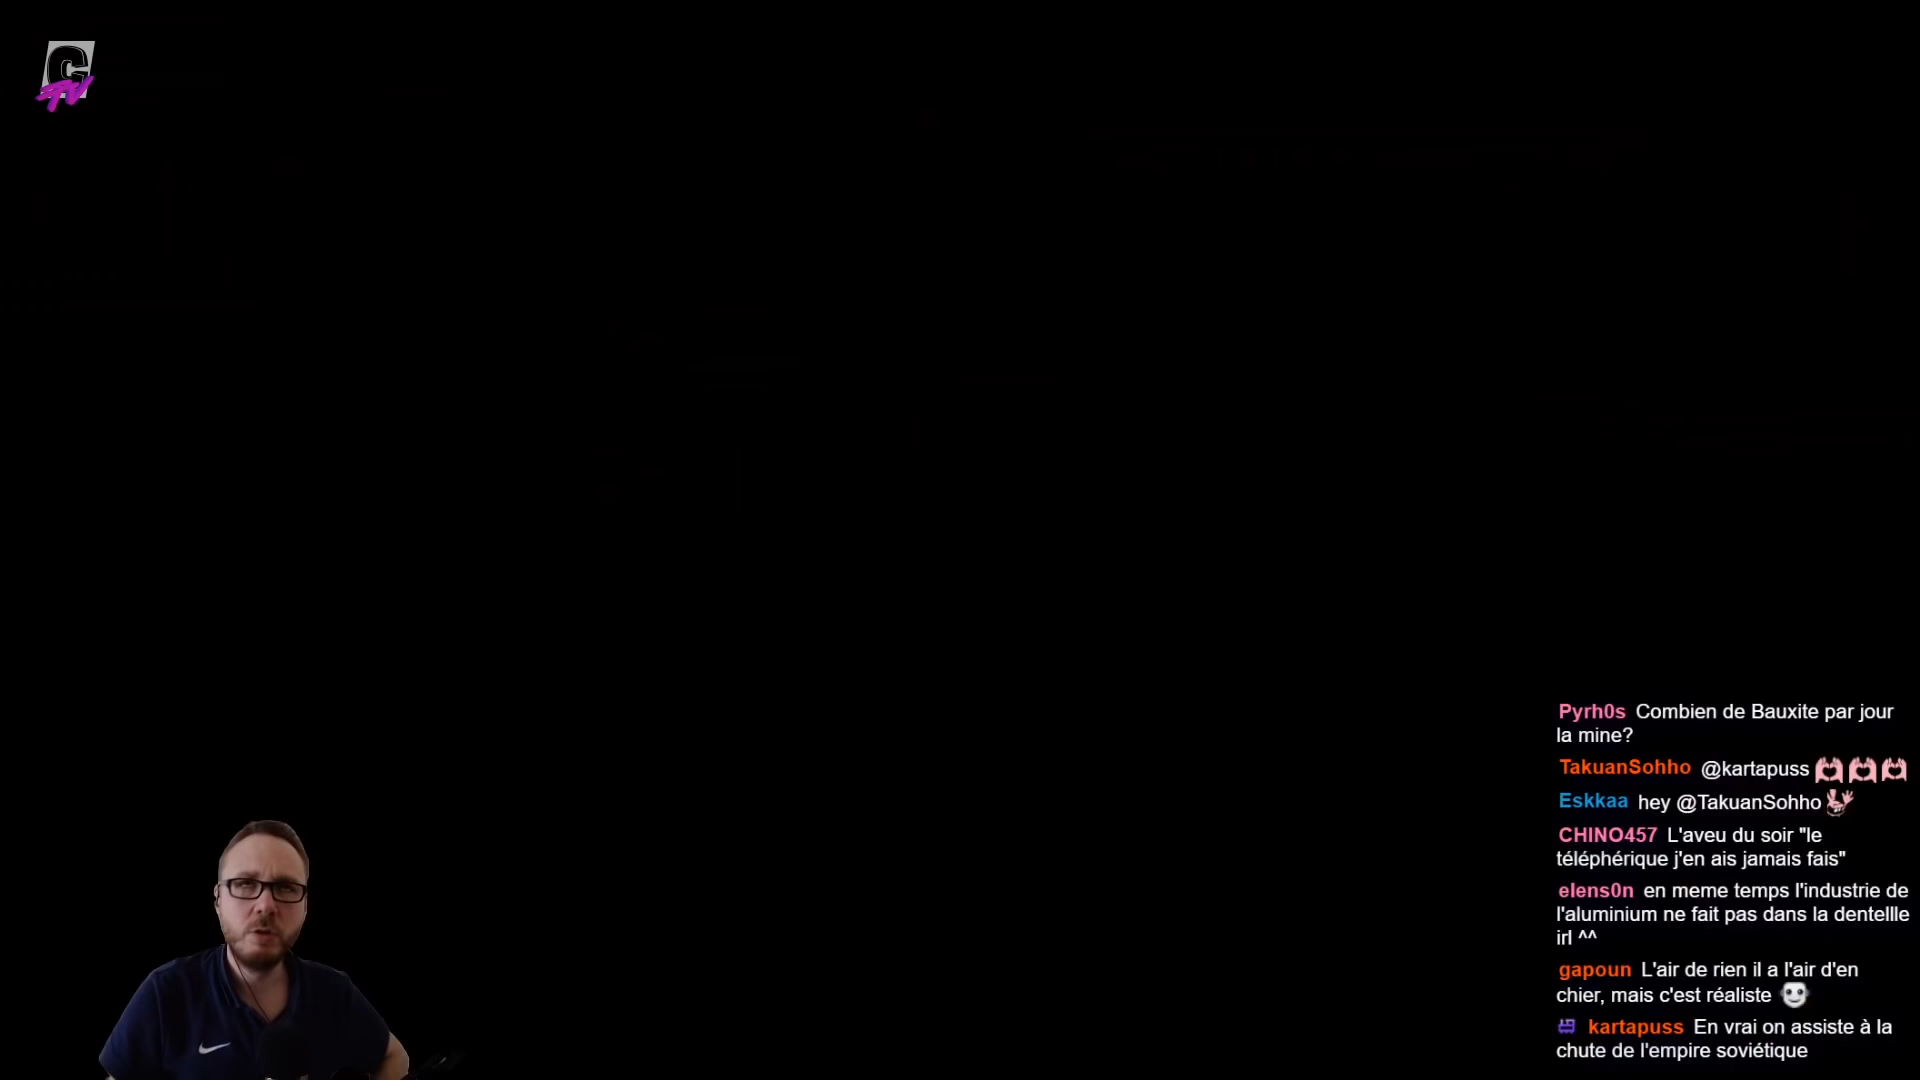 C
TV
Pyrh0s Combien de Bauxite par jour
la mine?
TakuanSohho @kartapuss
Eskkaa hey @TakuanSohho
CHINO457 L'aveu du soir "le
téléphérique j'en ais jamais fais"
elens0n en meme temps l'industrie de
l'aluminium ne fait pas dans la dentellle
irl ^^
gapoun L'air de rien il a l'air d'en
chier, mais c'est réaliste
kartapuss En vrai on assiste à la
chute de l'empire soviétique